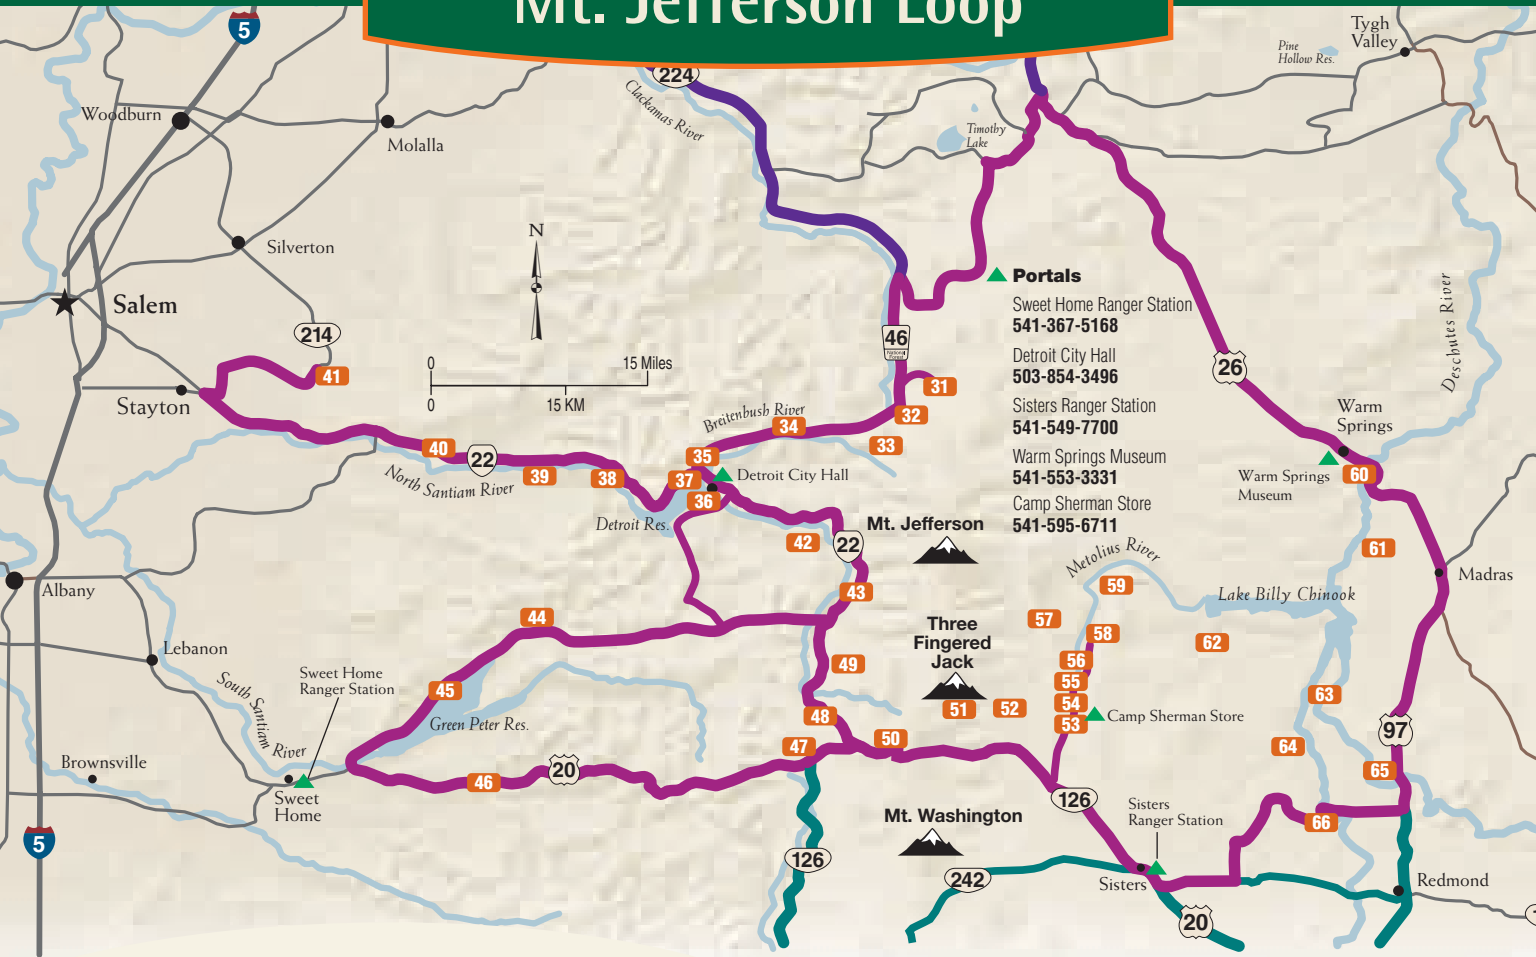 Mt. Jefferson Loop
5
Tygh
Valley
Pine
Hollow Res.
224
Clackamas River
Woodburn
Molalla
Timothy
Lake
Silverton
N
Salem
214
41
Stayton
0
15 Miles
0
15 KM
46
National
Forest
Portals
Sweet Home Ranger Station
541-367-5168
Detroit City Hall
503-854-3496
Sisters Ranger Station
541-549-7700
Warm Springs Museum
541-553-3331
Camp Sherman Store
541-595-6711
26
Deschutes River
31
32
33
34
Breitenbush River
35
37
36
Detroit City Hall
40
22
39
38
North Santiam River
Detroit Res.
Warm
Springs
Warm Springs
Museum
60
42
22
Mt. Jefferson
43
61
Madras
Metolius River
59
Lake Billy Chinook
Albany
44
57
58
62
Three
Fingered
Jack
Lebanon
South Santiam River
Sweet Home
Ranger Station
45
49
56
55
54
53
51
52
Camp Sherman Store
63
Green Peter Res.
48
97
47
50
64
65
Brownsville
46
20
Sweet
Home
126
Sisters
Ranger Station
66
Mt. Washington
5
126
242
Sisters
Redmond
20